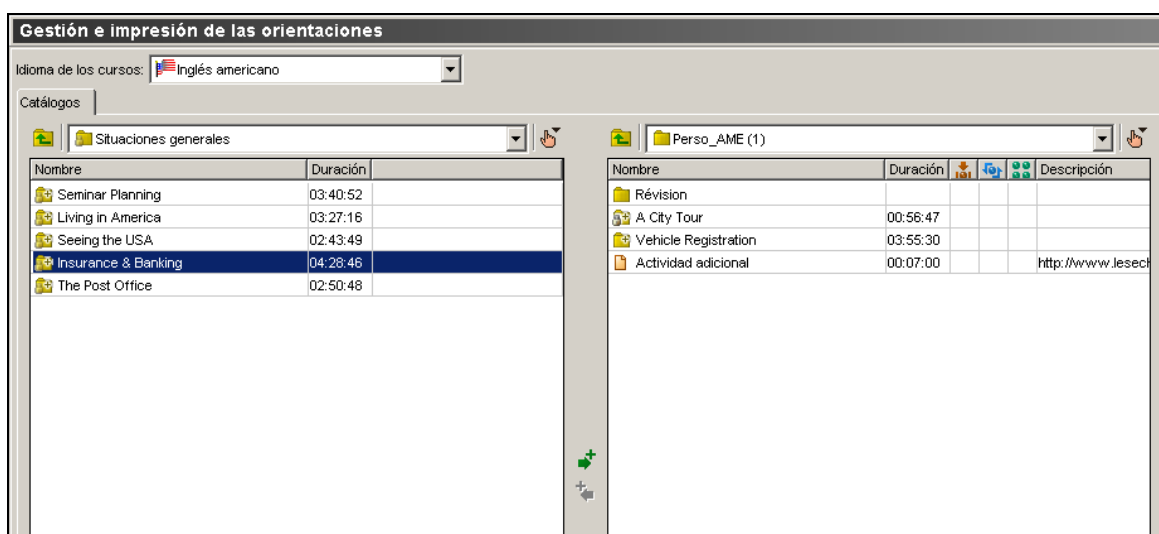 Gestión e impresión de las orientaciones
Idioma de los cursos: Inglés americano
Catálogos
Situaciones generales
Nombre Duración
Seminar Planning 03:40:52
Living in America 03:27:16
Seeing the USA 02:43:49
Insurance & Banking 04:28:46
The Post Office 02:50:48
Perso_AME (1)
Nombre Duración Descripción
Révision
A City Tour 00:56:47
Vehicle Registration 03:55:30
Actividad adicional 00:07:00 http://www.lesech